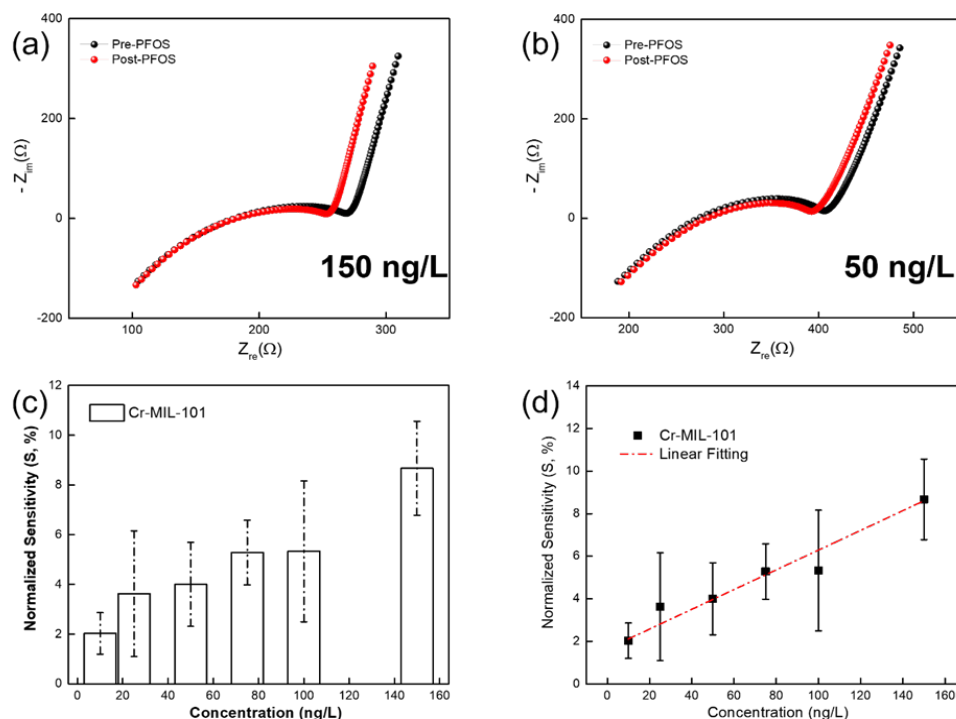 (a)
Pre-PFOS
Post-PFOS
400
200
0
-200
- Z_im(Ω)
100
200
300
Z_re(Ω)
150 ng/L
(b)
Pre-PFOS
Post-PFOS
400
200
0
-200
- Z_im(Ω)
200
300
400
500
Z_re(Ω)
50 ng/L
(c)
Cr-MIL-101
12
10
8
6
4
2
0
Normalized Sensitivity (S, %)
0 20 40 60 80 100 120 140 160
Concentration (ng/L)
(d)
Cr-MIL-101
Linear Fitting
14
12
10
8
6
4
2
0
Normalized Sensitivity (S, %)
0 20 40 60 80 100 120 140 160
Concentration (ng/L)